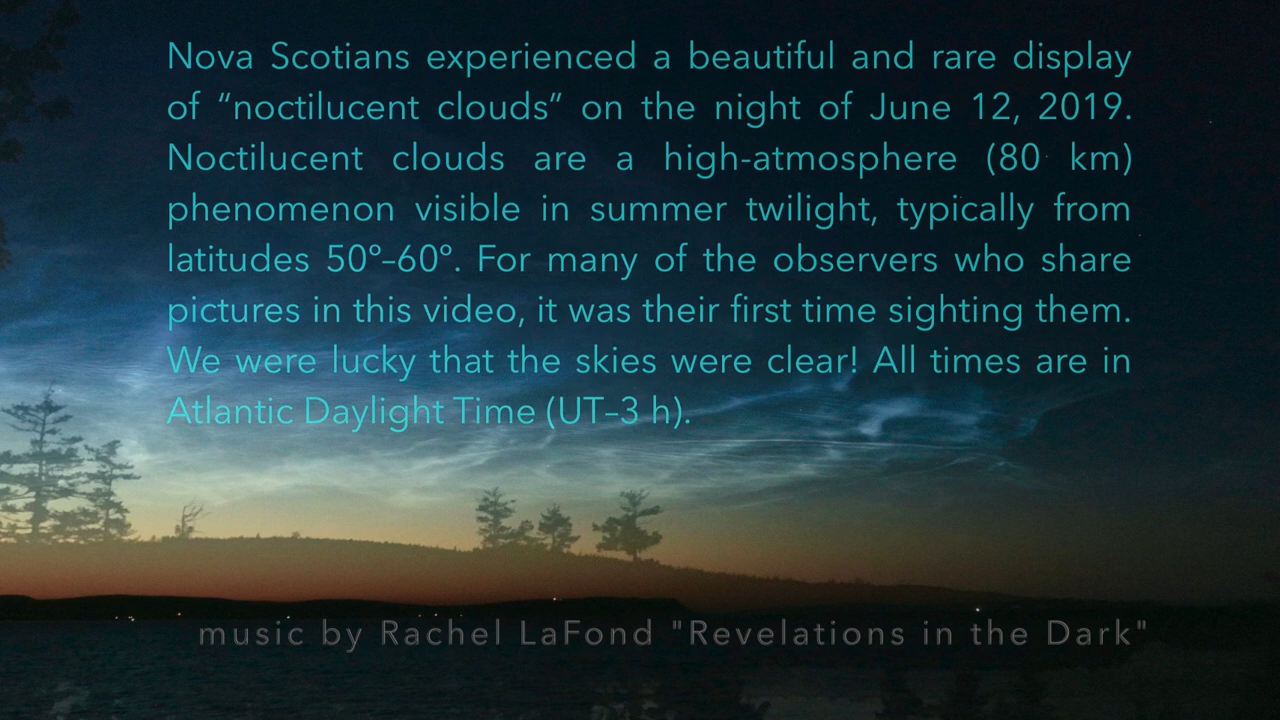 Nova Scotians experienced a beautiful and rare display
of “noctilucent clouds” on the night of June 12, 2019.
Noctilucent clouds are a high-atmosphere (80 km)
phenomenon visible in summer twilight, typically from
latitudes 50º–60º. For many of the observers who share
pictures in this video, it was their first time sighting them.
We were lucky that the skies were clear! All times are in
Atlantic Daylight Time (UT–3 h).
music by Rachel LaFond "Revelations in the Dark"